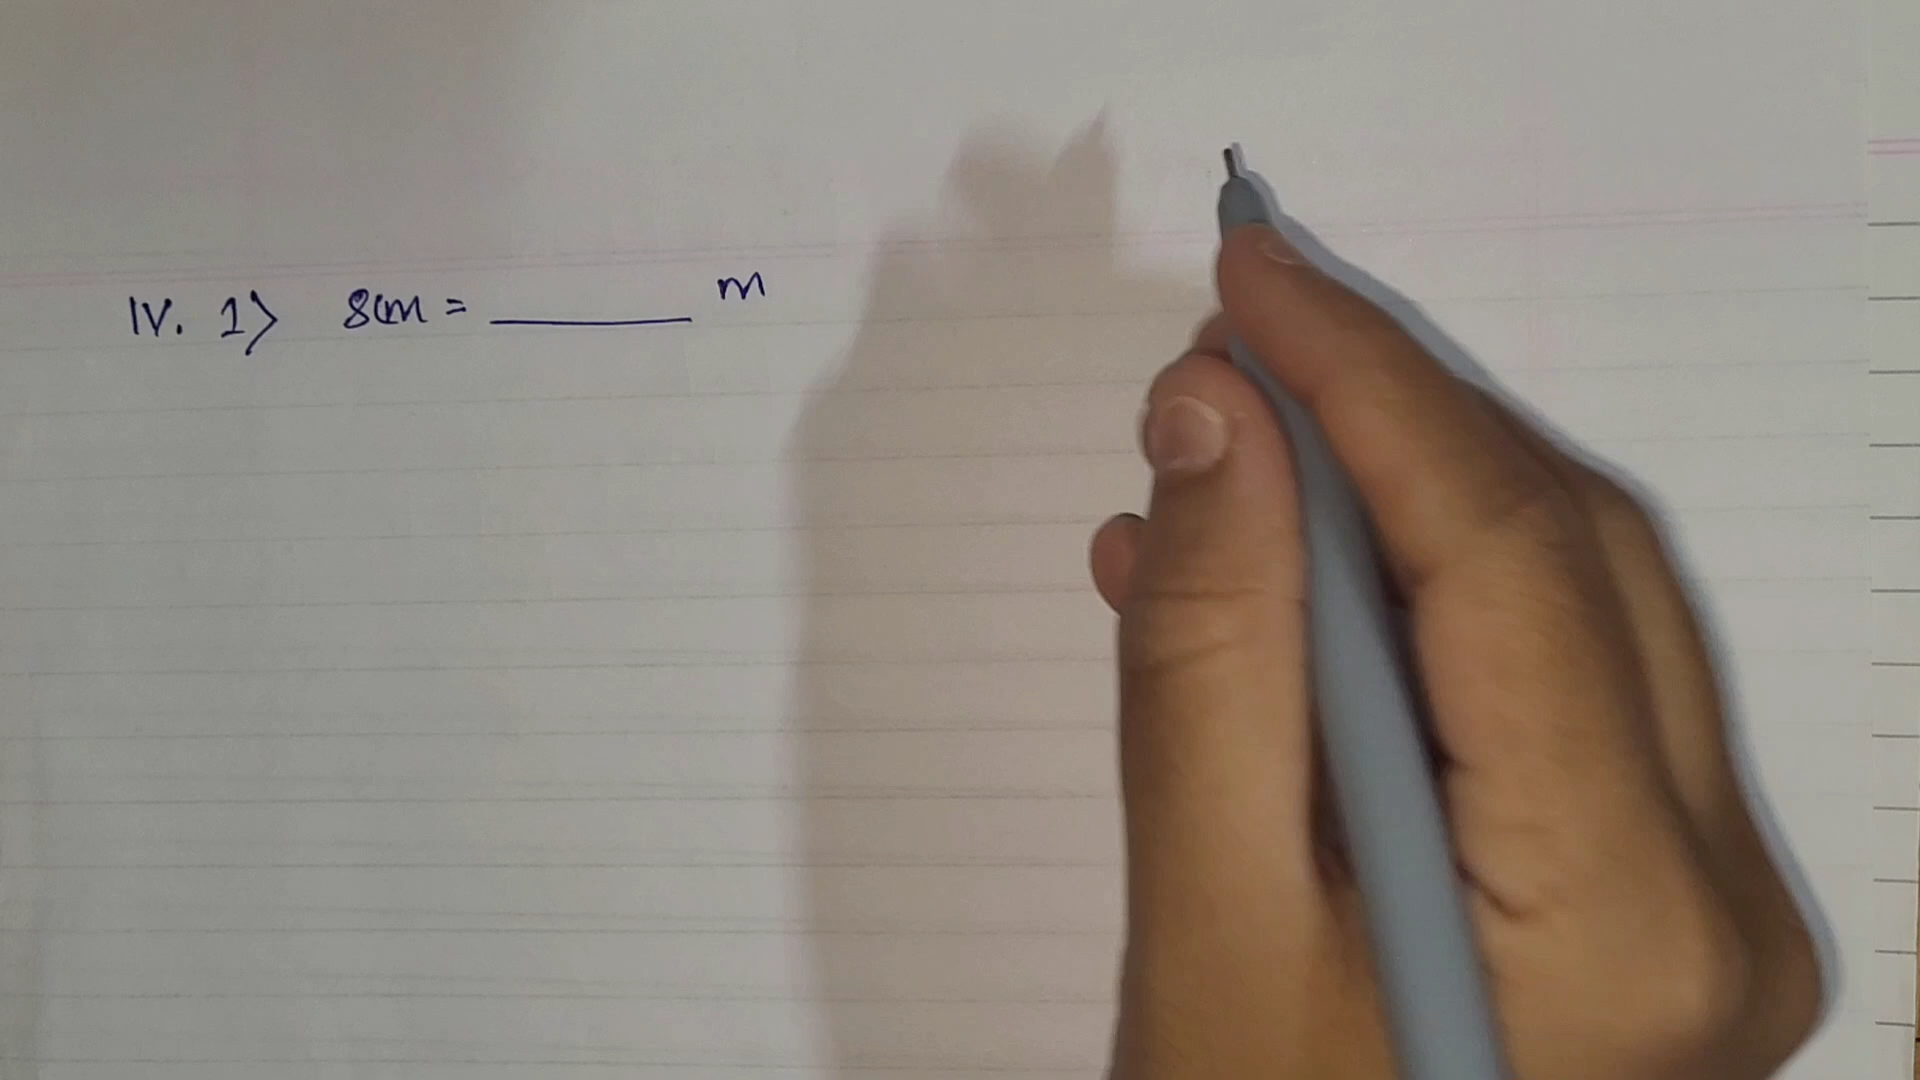 IV. 1) 8cm = ______ m